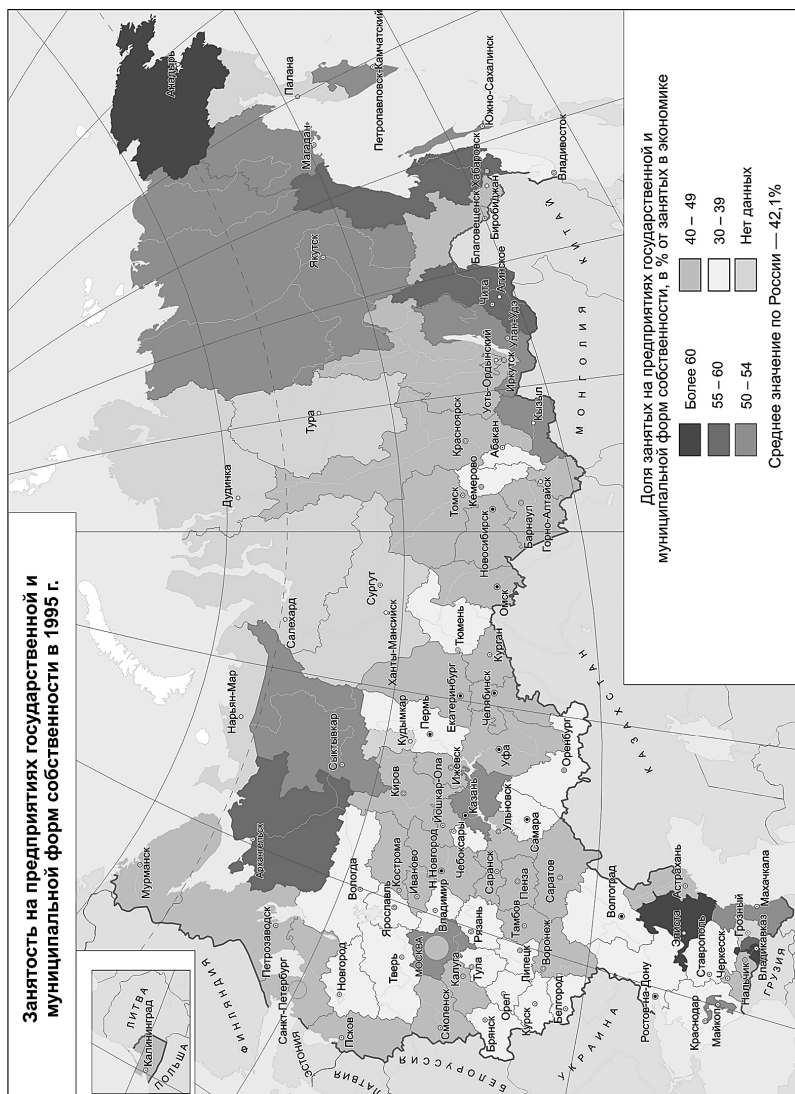 Занятость на предприятиях государственной и
муниципальной форм собственности в 1995 г.
ЛИТВА
Калининград
ПОЛЬША
ФИНЛЯНДИЯ
ЭСТОНИЯ
ЛАТВИЯ
БЕЛОРУССИЯ
УКРАИНА
ГРУЗИЯ
КАЗАХСТАН
МОНГОЛИЯ
КИТАЙ
Мурманск
Петрозаводск
Санкт-Петербург
Новгород
Псков
Архангельск
Вологда
Нарьян-Мар
Сыктывкар
Салехард
Сургут
Ханты-Мансийск
Дудинка
Тура
Якутск
Магадан
Анадырь
Палана
Петропавловск-Камчатский
Южно-Сахалинск
Хабаровск
Благовещенск
Биробиджан
Владивосток
Чита
Агинское
Улан-Удэ
Иркутск
Усть-Ордынский
Кызыл
Красноярск
Абакан
Кемерово
Томск
Новосибирск
Барнаул
Горно-Алтайск
Омск
Тюмень
Курган
Екатеринбург
Челябинск
Кудымкар
Пермь
Уфа
Оренбург
Киров
Ижевск
Йошкар-Ола
Казань
Чебоксары
Ульновск
Самара
Кострома
Иваново
Н.Новгород
Ярославль
Владимир
Тверь
МОСКВА
Смоленск
Калуга
Тула
Рязань
Саранск
Пенза
Тамбов
Саратов
Липецк
Воронеж
Брянск
Орел
Курск
Белгород
Волгоград
Астрахань
Элиста
Ростов-на-Дону
Краснодар
Майкоп
Ставрополь
Черкесск
Нальчик
Владикавказ
Грозный
Махачкала
Доля занятых на предприятиях государственной и
муниципальной форм собственности, в % от занятых в экономике
Более 60
55 – 60
50 – 54
40 – 49
30 – 39
Нет данных
Среднее значение по России — 42,1%